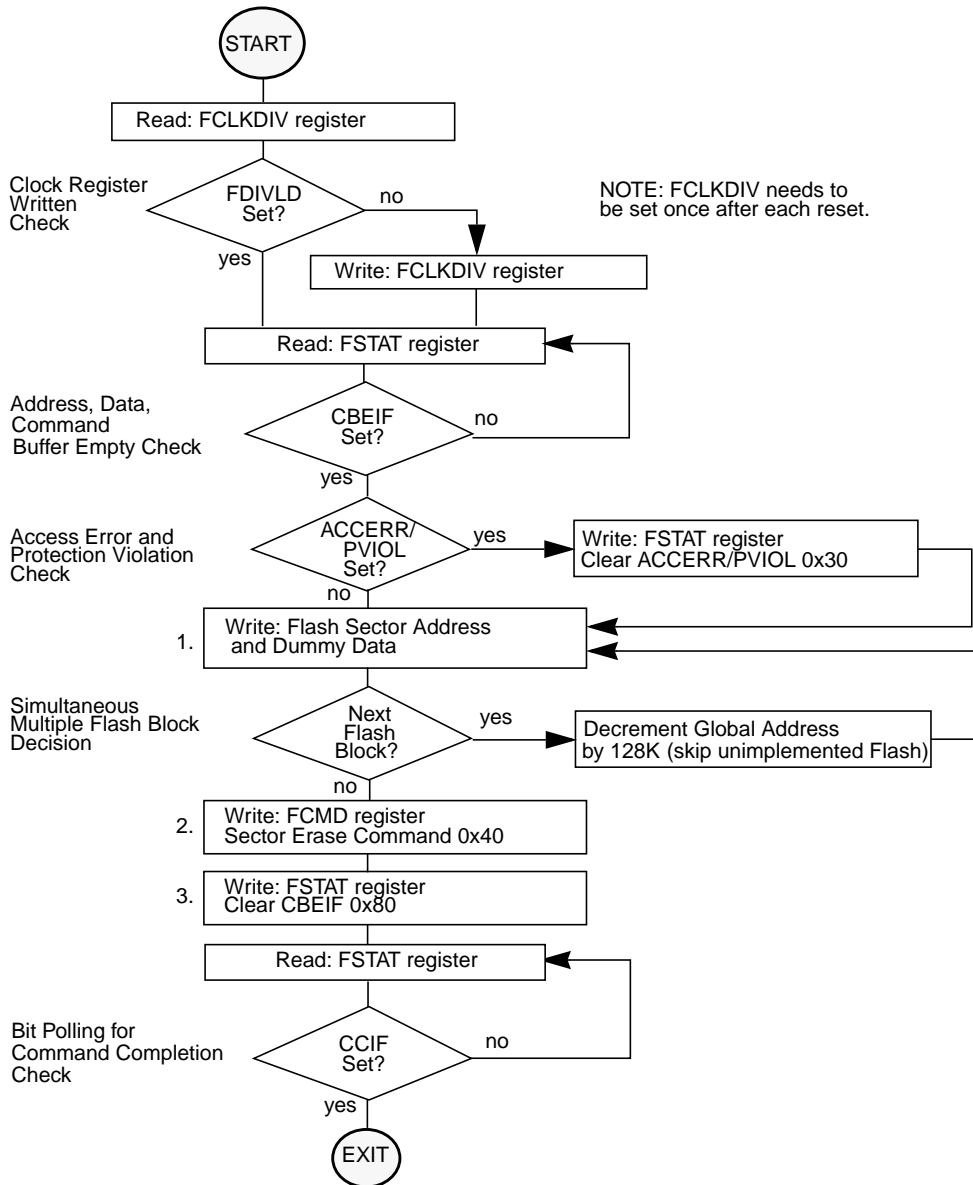 START
Read: FCLKDIV register
Clock Register
Written
Check
FDIVLD
Set?
no
NOTE: FCLKDIV needs to
be set once after each reset.
yes
Write: FCLKDIV register
Read: FSTAT register
Address, Data,
Command
Buffer Empty Check
CBEIF
Set?
no
yes
Access Error and
Protection Violation
Check
ACCERR/
PVIOL
Set?
yes
Write: FSTAT register
Clear ACCERR/PVIOL 0x30
no
1.
Write: Flash Sector Address
and Dummy Data
Simultaneous
Multiple Flash Block
Decision
Next
Flash
Block?
yes
Decrement Global Address
by 128K (skip unimplemented Flash)
no
2.
Write: FCMD register
Sector Erase Command 0x40
3.
Write: FSTAT register
Clear CBEIF 0x80
Read: FSTAT register
Bit Polling for
Command Completion
Check
CCIF
Set?
no
yes
EXIT